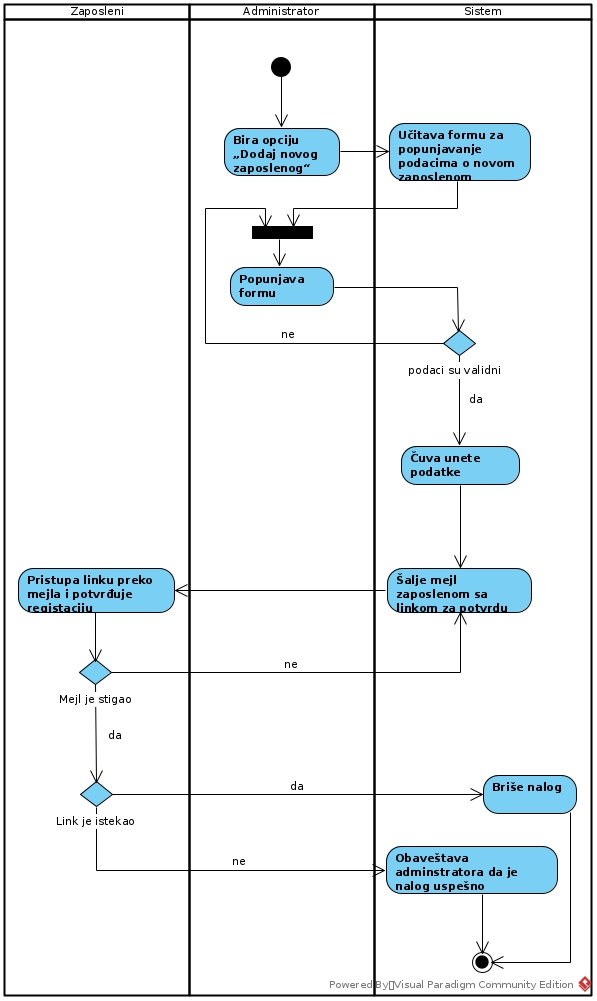 Zaposleni
Administrator
Sistem
Bira opciju
„Dodaj novog
zaposlenog“
Učitava formu za
popunjavanje
podacima o novom
zaposlenom
Popunjava
formu
ne
podaci su validni
da
Čuva unete
podatke
Pristupa linku preko
mejla i potvrđuje
registaciju
Šalje mejl
zaposlenom sa
linkom za potvrdu
ne
Mejl je stigao
da
da
Briše nalog
Link je istekao
ne
Obaveštava
adminstratora da je
nalog uspešno
Powered By Visual Paradigm Community Edition